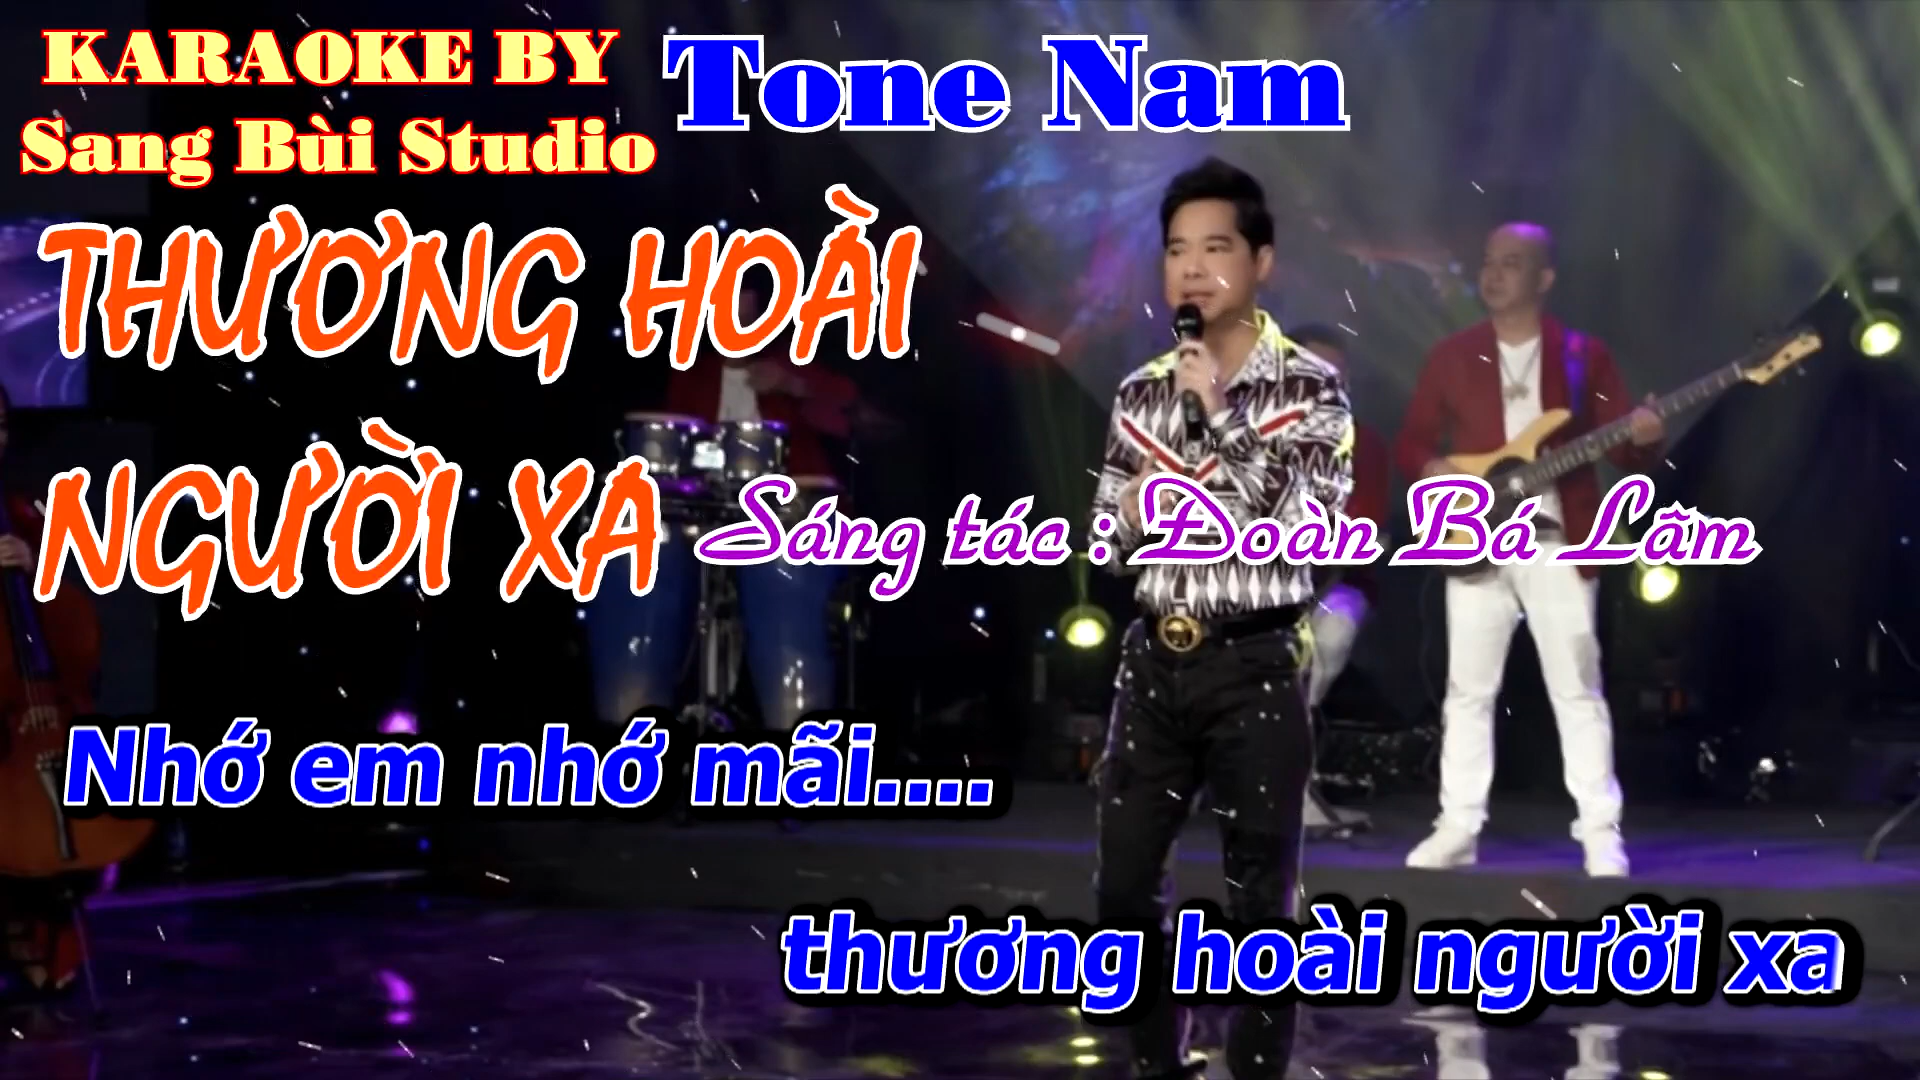 KARAOKE BY
Sang Bùi Studio
Tone Nam
THƯƠNG HOÀI
NGƯỜI XA
Sáng tác : Đoàn Bá Lãm
Nhớ em nhớ mãi....
thương hoài người xa